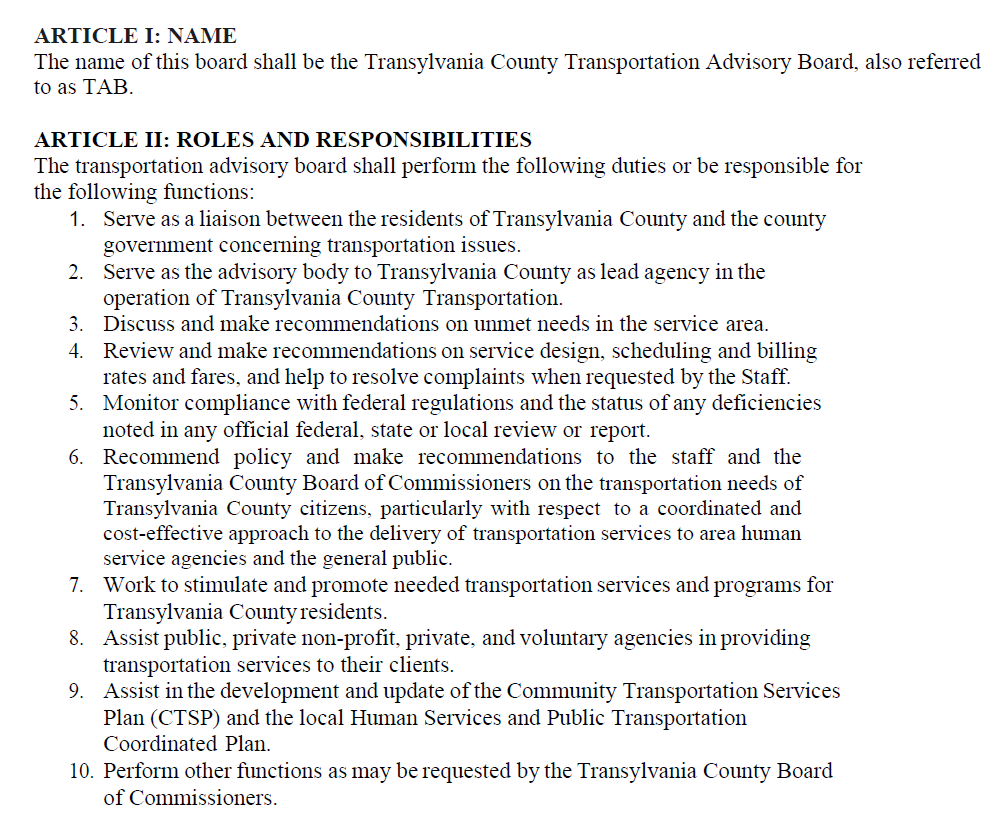 ARTICLE I: NAME
The name of this board shall be the Transylvania County Transportation Advisory Board, also referred
to as TAB.
ARTICLE II: ROLES AND RESPONSIBILITIES
The transportation advisory board shall perform the following duties or be responsible for
the following functions:
1. Serve as a liaison between the residents of Transylvania County and the county
government concerning transportation issues.
2. Serve as the advisory body to Transylvania County as lead agency in the
operation of Transylvania County Transportation.
3. Discuss and make recommendations on unmet needs in the service area.
4. Review and make recommendations on service design, scheduling and billing
rates and fares, and help to resolve complaints when requested by the Staff.
5. Monitor compliance with federal regulations and the status of any deficiencies
noted in any official federal, state or local review or report.
6. Recommend policy and make recommendations to the staff and the
Transylvania County Board of Commissioners on the transportation needs of
Transylvania County citizens, particularly with respect to a coordinated and
cost-effective approach to the delivery of transportation services to area human
service agencies and the general public.
7. Work to stimulate and promote needed transportation services and programs for
Transylvania County residents.
8. Assist public, private non-profit, private, and voluntary agencies in providing
transportation services to their clients.
9. Assist in the development and update of the Community Transportation Services
Plan (CTSP) and the local Human Services and Public Transportation
Coordinated Plan.
10. Perform other functions as may be requested by the Transylvania County Board
of Commissioners.